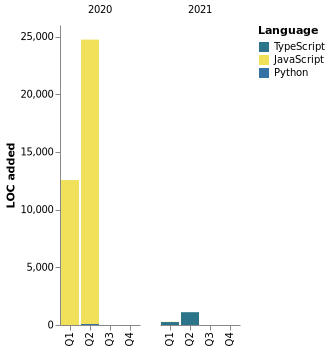 2020 2021
Language
TypeScript
JavaScript
Python
LOC added
25,000
20,000
15,000
10,000
5,000
0
Q1 Q2 Q3 Q4 Q1 Q2 Q3 Q4